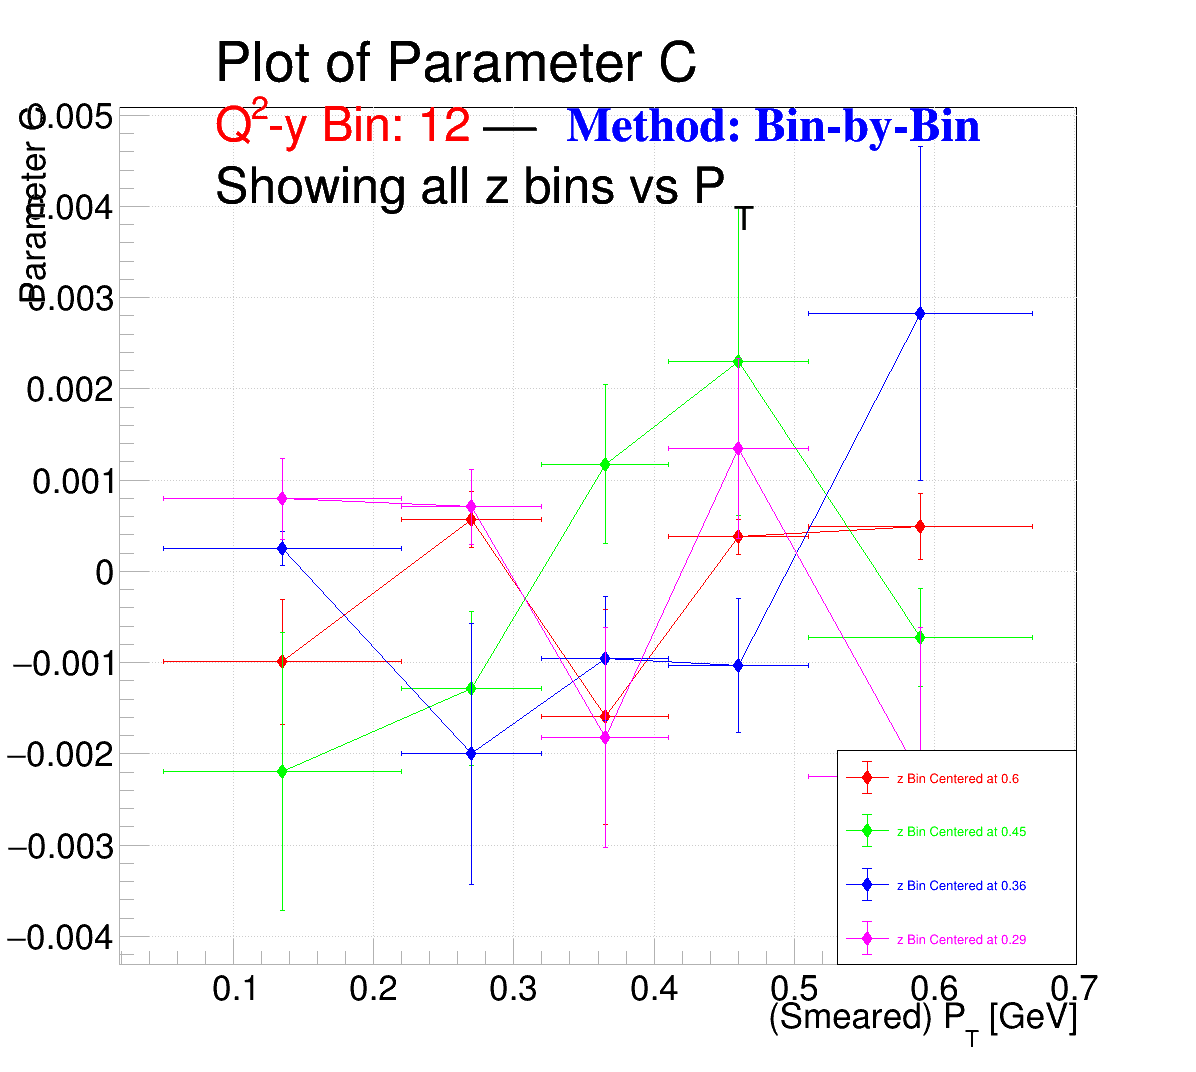 Plot of Parameter C
Q²-y Bin: 12 — Method: Bin-by-Bin
Showing all z bins vs P_T
Parameter C
0.005
0.004
0.003
0.002
0.001
0
−0.001
−0.002
−0.003
−0.004
z Bin Centered at 0.6
z Bin Centered at 0.45
z Bin Centered at 0.36
z Bin Centered at 0.29
0.1 0.2 0.3 0.4 0.5 0.6 0.7
(Smeared) P_T [GeV]